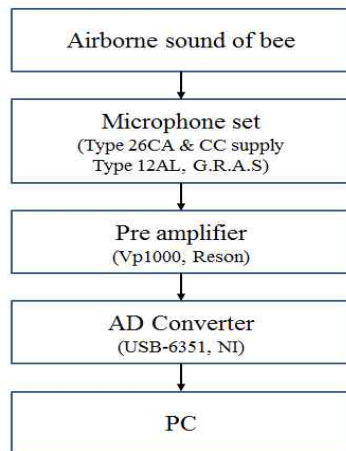 Airborne sound of bee
Microphone set
(Type 26CA & CC supply
Type 12AL, G.R.A.S)
Pre amplifier
(Vp1000, Reson)
AD Converter
(USB-6351, NI)
PC